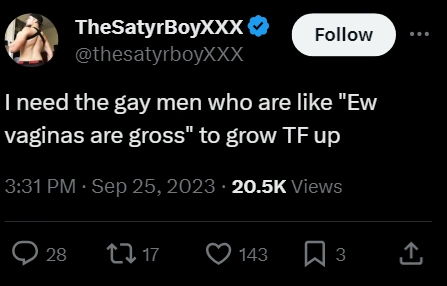 TheSatyrBoyXXX
Follow
@thesatyrboyXXX
I need the gay men who are like "Ew
vaginas are gross" to grow TF up
3:31 PM · Sep 25, 2023 · 20.5K Views
28 17 143 3